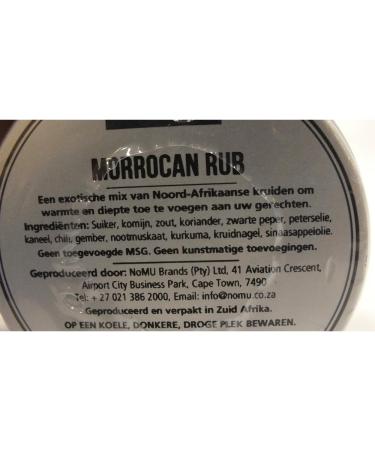 MORROCAN RUB
Een exotische mix van Noord-Afrikaanse kruiden om
warmte en diepte toe te voegen aan uw gerechten.
Ingrediënten: Suiker, komijn, zout, koriander, zwarte peper, peterselie,
kaneel, chili, gember, nootmuskaat, kurkuma, kruidnagel, sinaasappeiolie.
Geen toegevoegde MSG. Geen kunstmatige toevoegingen.
Geproduceerd door: NoMU Brands (Pty) Ltd, 41 Aviation Crescent,
Airport City Business Park, Cape Town, 7490
Tel: + 27 021 386 2000, Email: info@nomu.co.za
Geproduceerd en verpakt in Zuid Afrika.
OP EEN KOELE, DONKERE, DROGE PLEK BEWAREN.